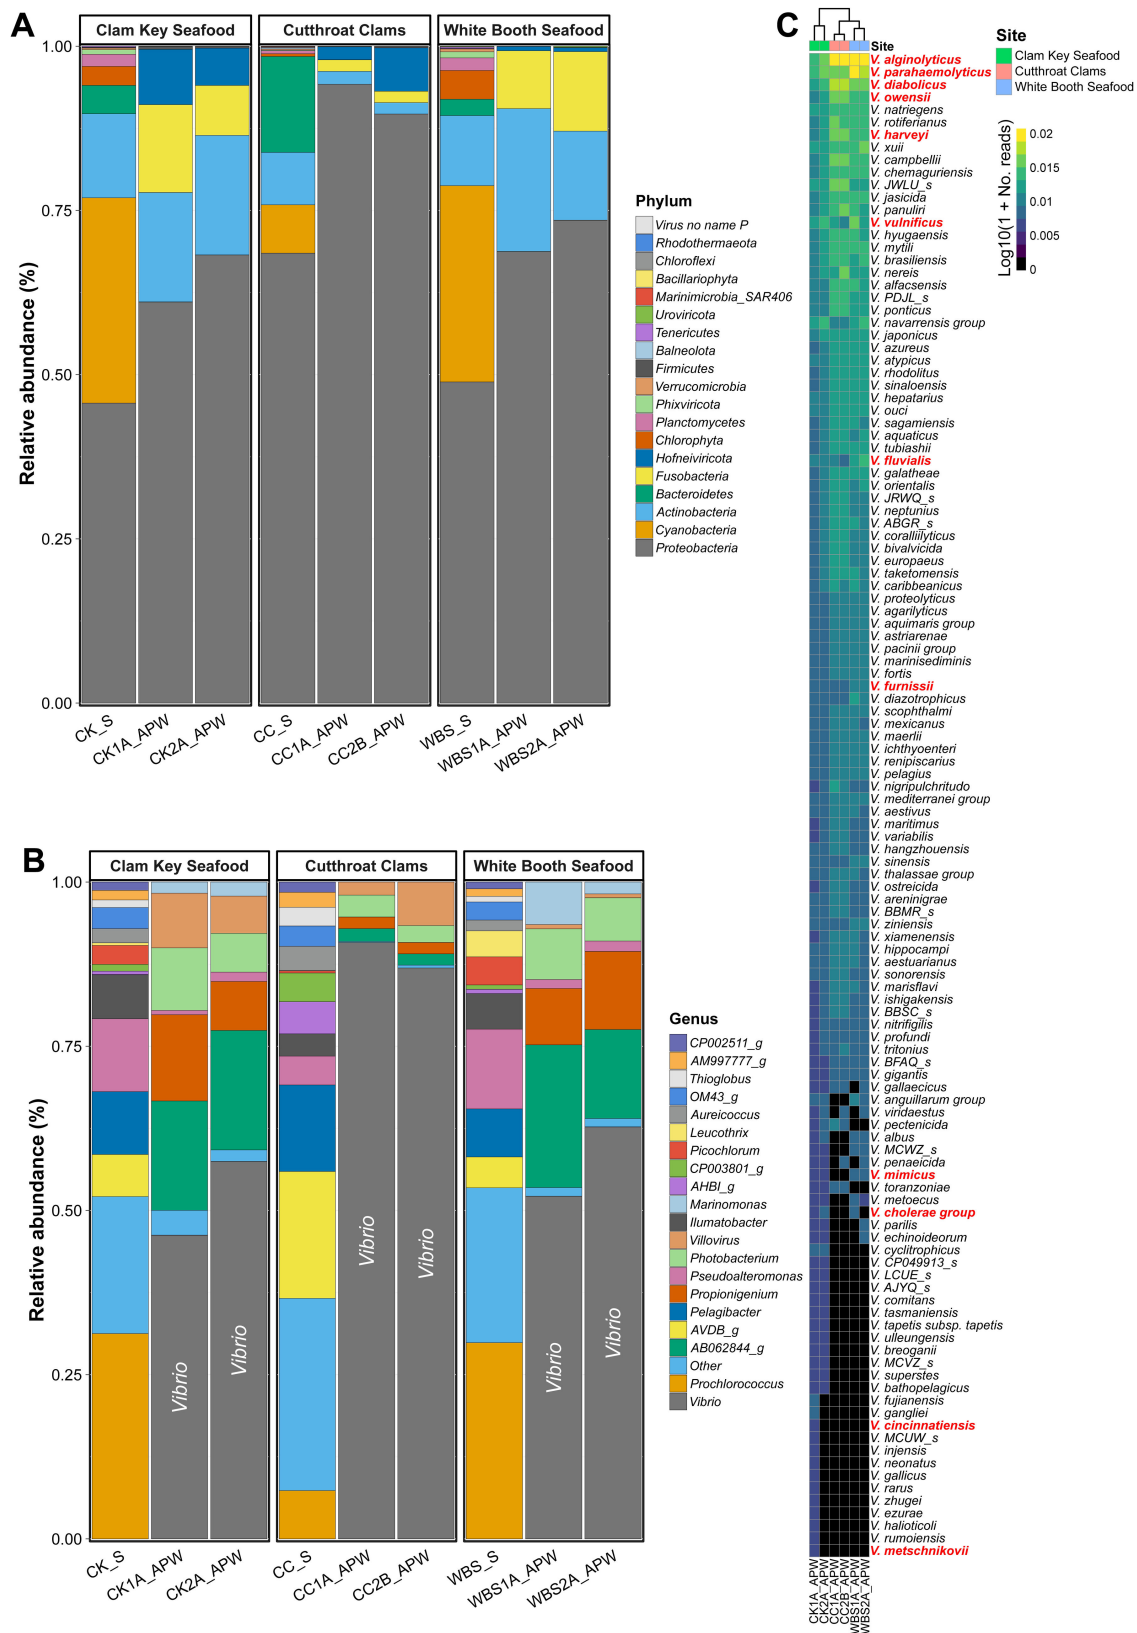 A
Clam Key Seafood
Cutthroat Clams
White Booth Seafood
1.00
0.75
0.50
0.25
0.00
Relative abundance (%)
CK_S
CK1A_APW
CK2A_APW
CC_S
CC1A_APW
CC2B_APW
WBS_S
WBS1A_APW
WBS2A_APW
Phylum
Virus no name P
Rhodothermaeota
Chloroflexi
Bacillariophyta
Marinimicrobia_SAR406
Uroviricota
Tenericutes
Balneolota
Firmicutes
Verrucomicrobia
Phixviricota
Planctomycetes
Chlorophyta
Hofneiviricota
Fusobacteria
Bacteroidetes
Actinobacteria
Cyanobacteria
Proteobacteria
B
Clam Key Seafood
Cutthroat Clams
White Booth Seafood
1.00
0.75
0.50
0.25
0.00
Relative abundance (%)
Vibrio
Vibrio
Vibrio
Vibrio
Vibrio
Vibrio
CK_S
CK1A_APW
CK2A_APW
CC_S
CC1A_APW
CC2B_APW
WBS_S
WBS1A_APW
WBS2A_APW
Genus
CP002511_g
AM997777_g
Thioglobus
OM43_g
Aureicoccus
Leucothrix
Picochlorum
CP003801_g
AHBI_g
Marinomonas
Ilumatobacter
Villovirus
Photobacterium
Pseudoalteromonas
Propionigenium
Pelagibacter
AVDB_g
AB062844_g
Other
Prochlorococcus
Vibrio
C
Site
V. alginolyticus
V. parahaemolyticus
V. diabolicus
V. owensii
V. natriegens
V. rotiferianus
V. harveyi
V. xuii
V. campbellii
V. chemaguriensis
V. JWLU_s
V. jasicida
V. panuliri
V. vulnificus
V. hyugaensis
V. mytili
V. brasiliensis
V. nereis
V. alfacsensis
V. PDJL_s
V. ponticus
V. navarrensis group
V. japonicus
V. azureus
V. atypicus
V. rhodolitus
V. sinaloensis
V. hepatarius
V. ouci
V. sagamiensis
V. aquaticus
V. tubiashii
V. fluvialis
V. galatheae
V. orientalis
V. JRWQ_s
V. neptunius
V. ABGR_s
V. coralliilyticus
V. bivalvicida
V. europaeus
V. taketomensis
V. caribbeanicus
V. proteolyticus
V. agarilyticus
V. aquimaris group
V. astriarenae
V. pacinii group
V. marinisediminis
V. fortis
V. furnissii
V. diazotrophicus
V. scophthalmi
V. mexicanus
V. maerlii
V. ichthyoenteri
V. renipiscarius
V. pelagius
V. nigripulchritudo
V. mediterranei group
V. aestivus
V. maritimus
V. variabilis
V. hangzhouensis
V. sinensis
V. thalassae group
V. ostreicida
V. areninigrae
V. BBMR_s
V. ziniensis
V. xiamenensis
V. hippocampi
V. aestuarianus
V. sonorensis
V. marisflavi
V. ishigakensis
V. BBSC_s
V. nitrifigilis
V. profundi
V. tritonius
V. BFAQ_s
V. gigantis
V. gallaecicus
V. anguillarum group
V. viridaestus
V. pectenicida
V. albus
V. MCWZ_s
V. penaeicida
V. mimicus
V. toranzoniae
V. metoecus
V. cholerae group
V. parilis
V. echinoideorum
V. cyclitrophicus
V. CP049913_s
V. LCUE_s
V. AJYQ_s
V. comitans
V. tasmaniensis
V. tapetis subsp. tapetis
V. ulleungensis
V. breoganii
V. MCVZ_s
V. superstes
V. bathopelagicus
V. fujianensis
V. gangliei
V. cincinnatiensis
V. MCUW_s
V. injensis
V. neonatus
V. gallicus
V. rarus
V. zhugei
V. ezurae
V. halioticoli
V. rumoiensis
V. metschnikovii
CK1A_APW
CK2A_APW
CC1A_APW
CC2B_APW
WBS1A_APW
WBS2A_APW
Site
Clam Key Seafood
Cutthroat Clams
White Booth Seafood
Log10(1 + No. reads)
0.02
0.015
0.01
0.005
0